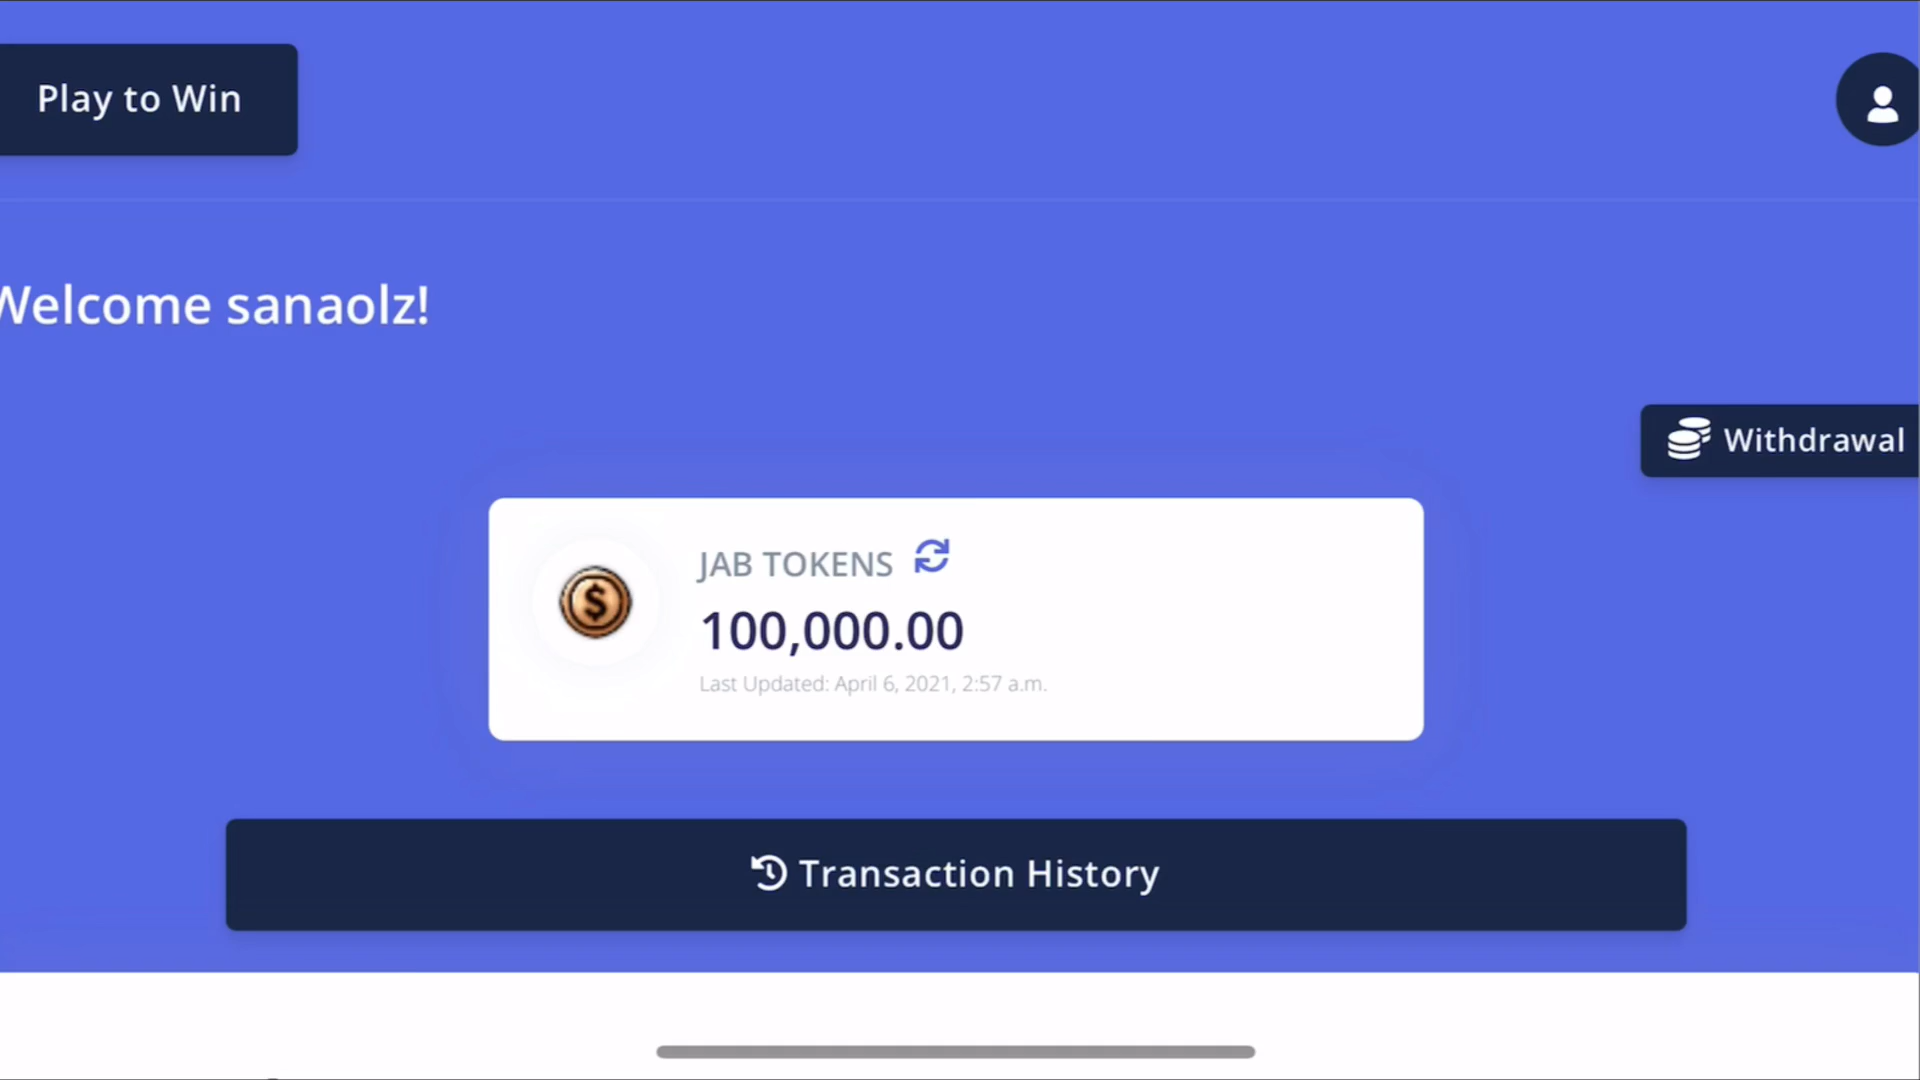 Play to Win
Welcome sanaolz!
Withdrawal
JAB TOKENS
100,000.00
Last Updated: April 6, 2021, 2:57 a.m.
Transaction History